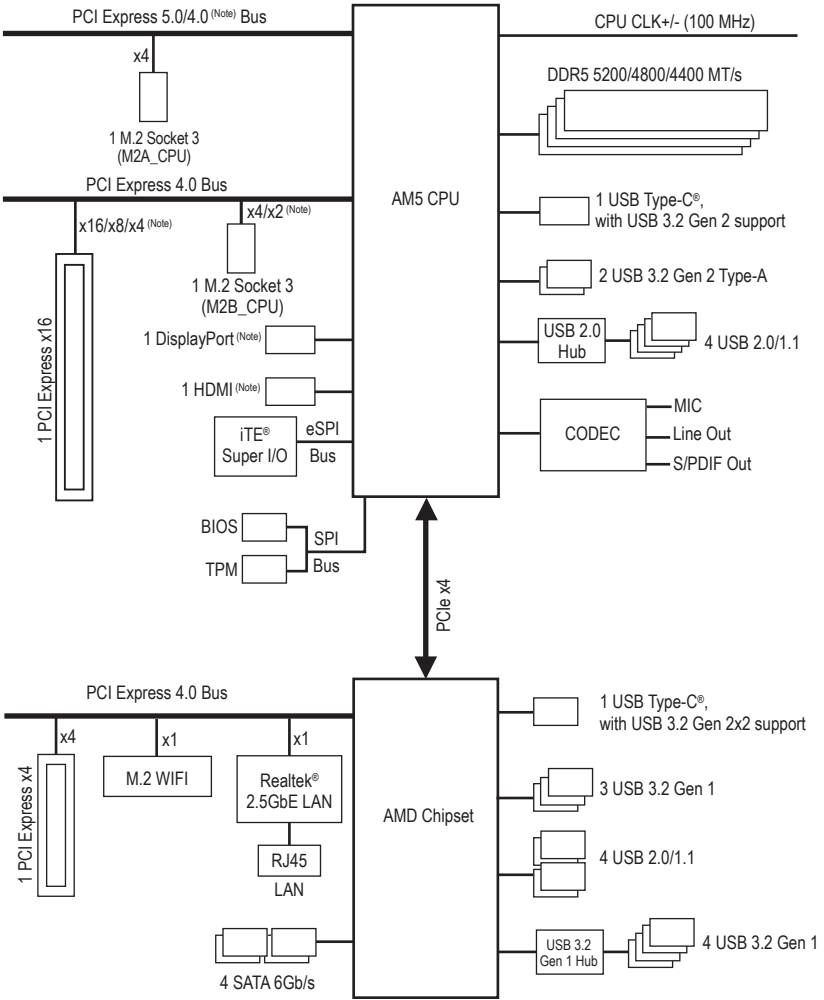 PCI Express 5.0/4.0 (Note) Bus
CPU CLK+/- (100 MHz)
x4
DDR5 5200/4800/4400 MT/s
1 M.2 Socket 3
(M2A_CPU)
PCI Express 4.0 Bus
AM5 CPU
x16/x8/x4 (Note)
x4/x2 (Note)
1 USB Type-C®,
with USB 3.2 Gen 2 support
1 PCI Express x16
1 M.2 Socket 3
(M2B_CPU)
2 USB 3.2 Gen 2 Type-A
1 DisplayPort (Note)
USB 2.0
Hub
4 USB 2.0/1.1
1 HDMI (Note)
iTE®
Super I/O
eSPI
Bus
CODEC
MIC
Line Out
S/PDIF Out
BIOS
TPM
SPI
Bus
PCIe x4
PCI Express 4.0 Bus
1 USB Type-C®,
with USB 3.2 Gen 2x2 support
x4
x1
x1
1 PCI Express x4
M.2 WIFI
Realtek®
2.5GbE LAN
3 USB 3.2 Gen 1
AMD Chipset
RJ45
LAN
4 USB 2.0/1.1
4 SATA 6Gb/s
USB 3.2
Gen 1 Hub
4 USB 3.2 Gen 1